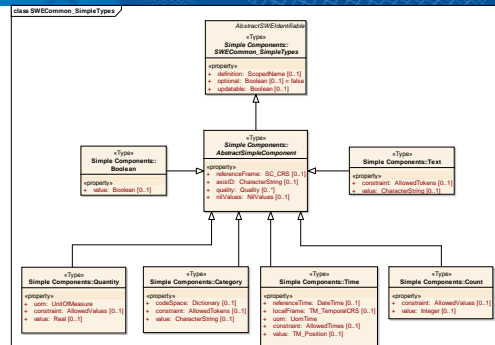 class SWECommon_SimpleTypes
AbstractSWEIdentifiable
«Type»
Simple Components::
SWECommon_SimpleTypes
«property»
+ definition: ScopedName [0..1]
+ optional: Boolean [0..1] = false
+ updatable: Boolean [0..1]
«Type»
Simple Components::
Boolean
«property»
+ value: Boolean [0..1]
«Type»
Simple Components::
AbstractSimpleComponent
«property»
+ referenceFrame: SC_CRS [0..1]
+ axisID: CharacterString [0..1]
+ quality: Quality [0..*]
+ nilValues: NilValues [0..1]
«Type»
Simple Components::Text
«property»
+ constraint: AllowedTokens [0..1]
+ value: CharacterString [0..1]
«Type»
Simple Components::Quantity
«property»
+ uom: UnitOfMeasure
+ constraint: AllowedValues [0..1]
+ value: Real [0..1]
«Type»
Simple Components::Category
«property»
+ codeSpace: Dictionary [0..1]
+ constraint: AllowedTokens [0..1]
+ value: CharacterString [0..1]
«Type»
Simple Components::Time
«property»
+ referenceTime: DateTime [0..1]
+ localFrame: TM_TemporalCRS [0..1]
+ uom: UomTime
+ constraint: AllowedTimes [0..1]
+ value: TM_Position [0..1]
«Type»
Simple Components::Count
«property»
+ constraint: AllowedValues [0..1]
+ value: Integer [0..1]